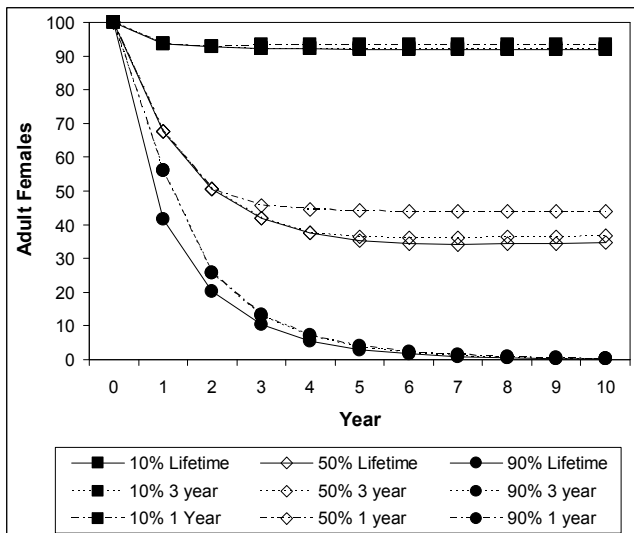 100
90
80
70
60
50
40
30
20
10
0
Adult Females
0 1 2 3 4 5 6 7 8 9 10
Year
10% Lifetime 50% Lifetime 90% Lifetime
10% 3 year 50% 3 year 90% 3 year
10% 1 Year 50% 1 year 90% 1 year